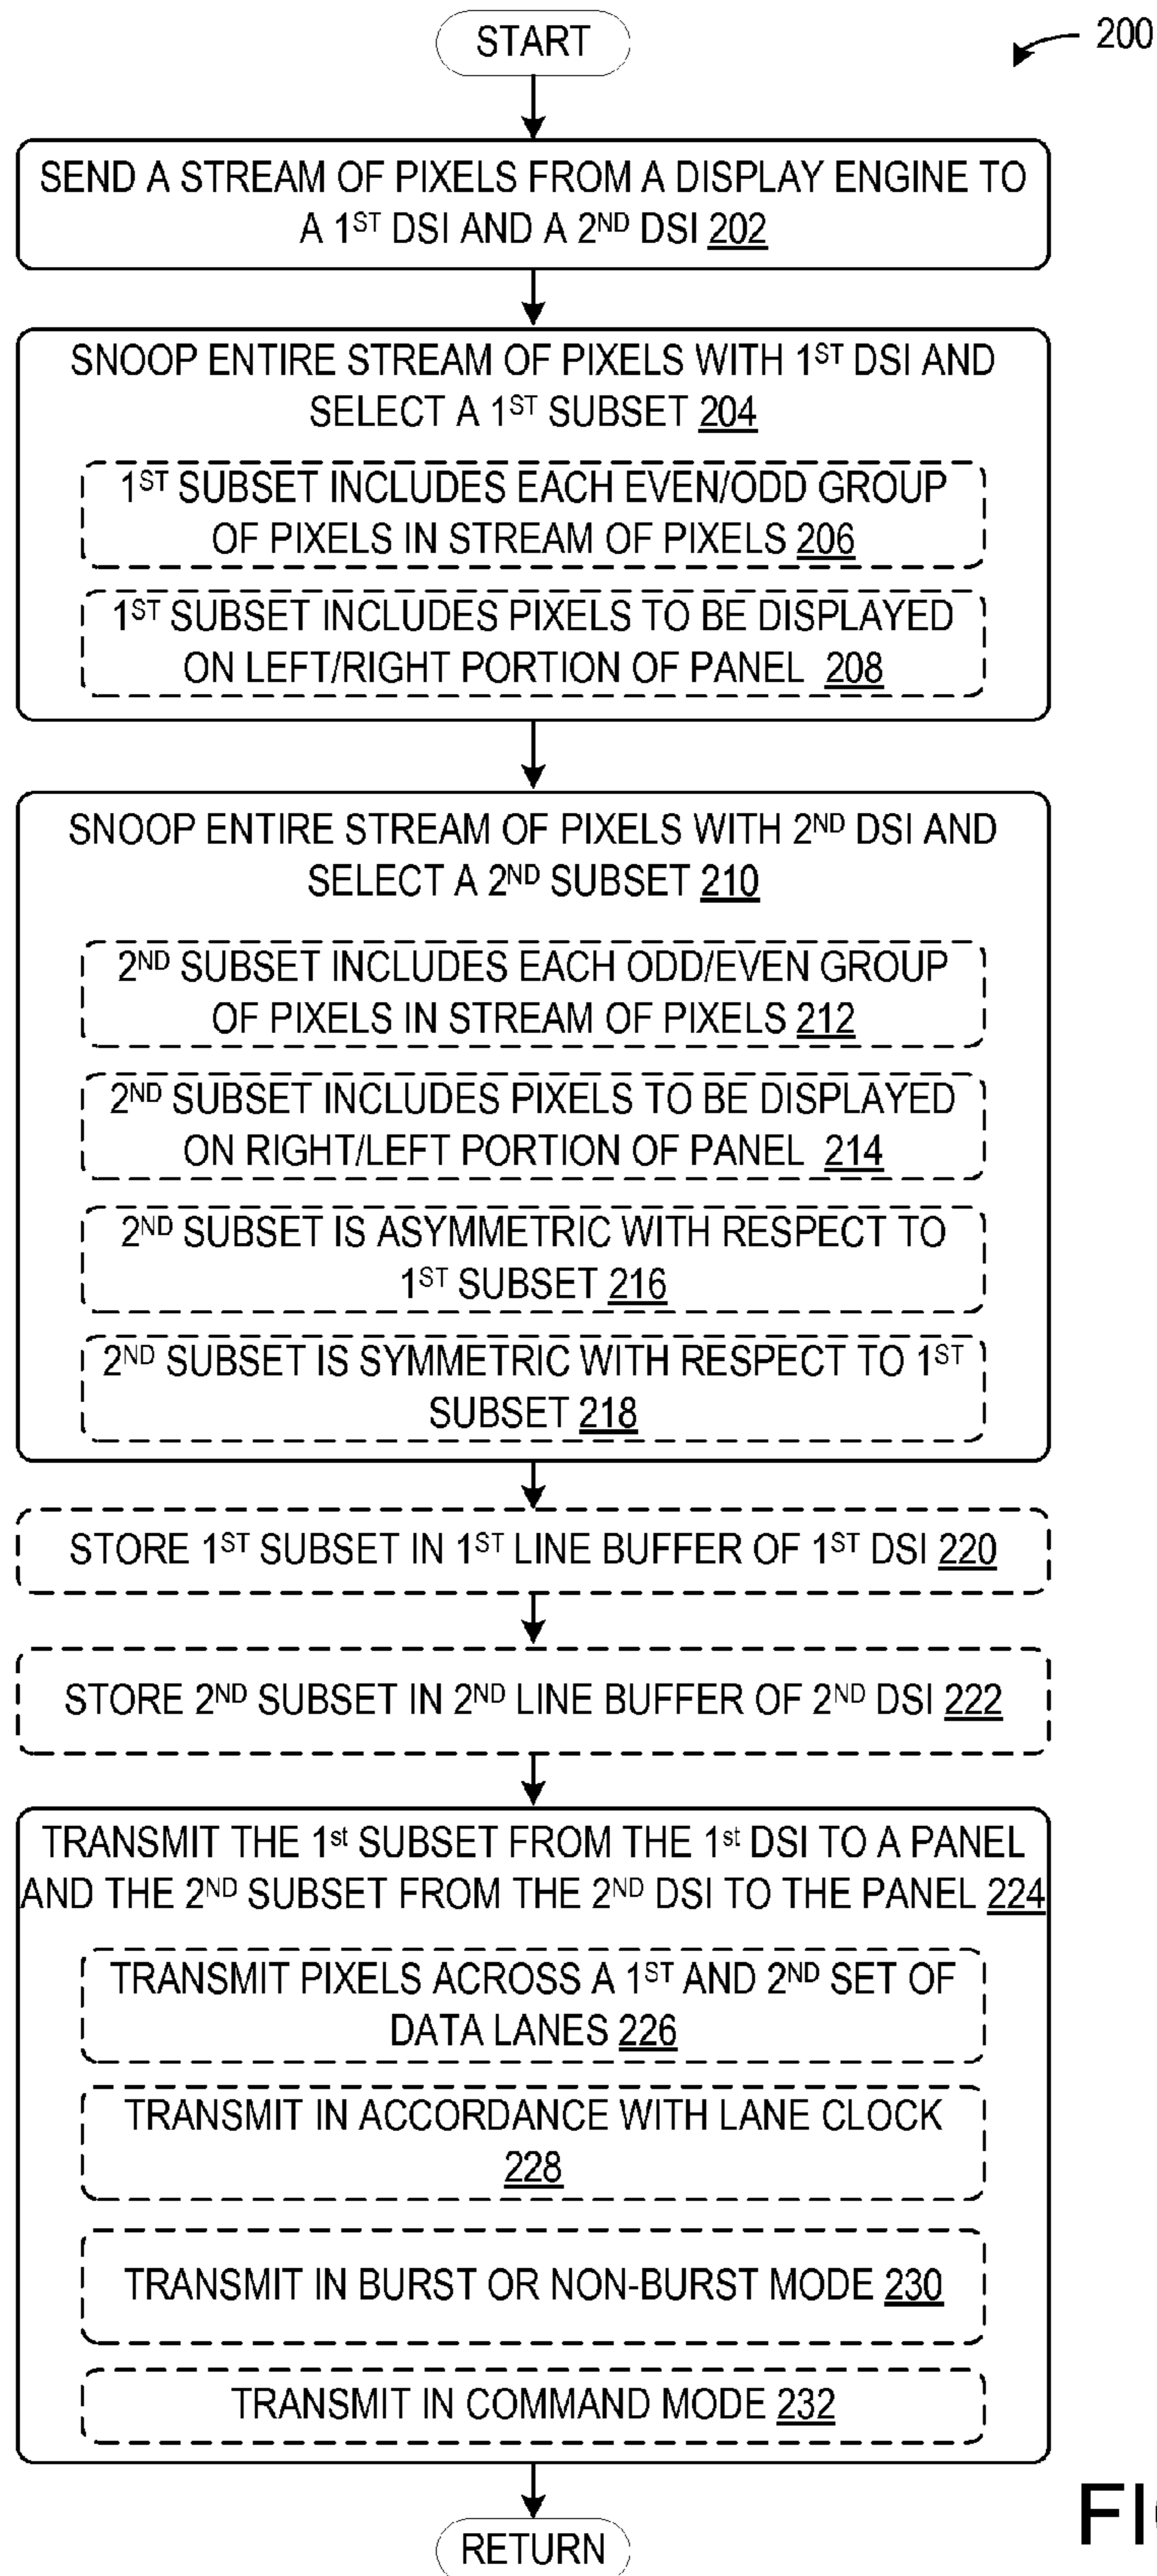 START
200
SEND A STREAM OF PIXELS FROM A DISPLAY ENGINE TO
A 1ST DSI AND A 2ND DSI 202
SNOOP ENTIRE STREAM OF PIXELS WITH 1ST DSI AND
SELECT A 1ST SUBSET 204
1ST SUBSET INCLUDES EACH EVEN/ODD GROUP
OF PIXELS IN STREAM OF PIXELS 206
1ST SUBSET INCLUDES PIXELS TO BE DISPLAYED
ON LEFT/RIGHT PORTION OF PANEL 208
SNOOP ENTIRE STREAM OF PIXELS WITH 2ND DSI AND
SELECT A 2ND SUBSET 210
2ND SUBSET INCLUDES EACH ODD/EVEN GROUP
OF PIXELS IN STREAM OF PIXELS 212
2ND SUBSET INCLUDES PIXELS TO BE DISPLAYED
ON RIGHT/LEFT PORTION OF PANEL 214
2ND SUBSET IS ASYMMETRIC WITH RESPECT TO
1ST SUBSET 216
2ND SUBSET IS SYMMETRIC WITH RESPECT TO 1ST
SUBSET 218
STORE 1ST SUBSET IN 1ST LINE BUFFER OF 1ST DSI 220
STORE 2ND SUBSET IN 2ND LINE BUFFER OF 2ND DSI 222
TRANSMIT THE 1st SUBSET FROM THE 1st DSI TO A PANEL
AND THE 2ND SUBSET FROM THE 2ND DSI TO THE PANEL 224
TRANSMIT PIXELS ACROSS A 1ST AND 2ND SET OF
DATA LANES 226
TRANSMIT IN ACCORDANCE WITH LANE CLOCK
228
TRANSMIT IN BURST OR NON-BURST MODE 230
TRANSMIT IN COMMAND MODE 232
RETURN